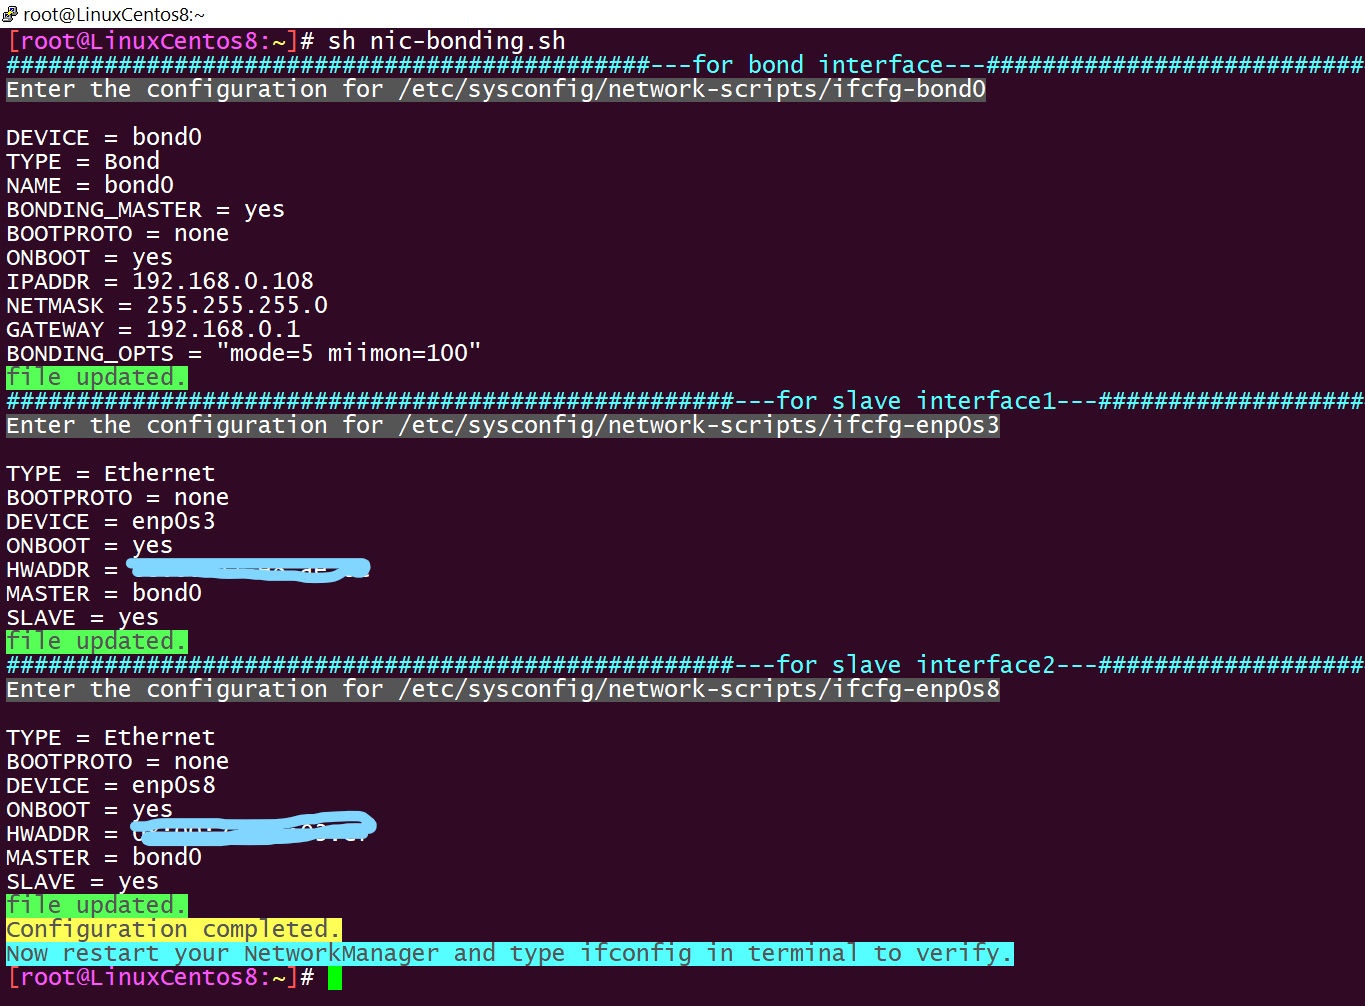 root@LinuxCentos8:~
[root@LinuxCentos8:~]# sh nic-bonding.sh
##############################################---for bond interface---###########################
Enter the configuration for /etc/sysconfig/network-scripts/ifcfg-bond0
DEVICE = bond0
TYPE = Bond
NAME = bond0
BONDING_MASTER = yes
BOOTPROTO = none
ONBOOT = yes
IPADDR = 192.168.0.108
NETMASK = 255.255.255.0
GATEWAY = 192.168.0.1
BONDING_OPTS = "mode=5 miimon=100"
file updated.
####################################################---for slave interface1---###################
Enter the configuration for /etc/sysconfig/network-scripts/ifcfg-enp0s3
TYPE = Ethernet
BOOTPROTO = none
DEVICE = enp0s3
ONBOOT = yes
HWADDR =
MASTER = bond0
SLAVE = yes
file updated.
####################################################---for slave interface2---###################
Enter the configuration for /etc/sysconfig/network-scripts/ifcfg-enp0s8
TYPE = Ethernet
BOOTPROTO = none
DEVICE = enp0s8
ONBOOT = yes
HWADDR =
MASTER = bond0
SLAVE = yes
file updated.
Configuration completed.
Now restart your NetworkManager and type ifconfig in terminal to verify.
[root@LinuxCentos8:~]#